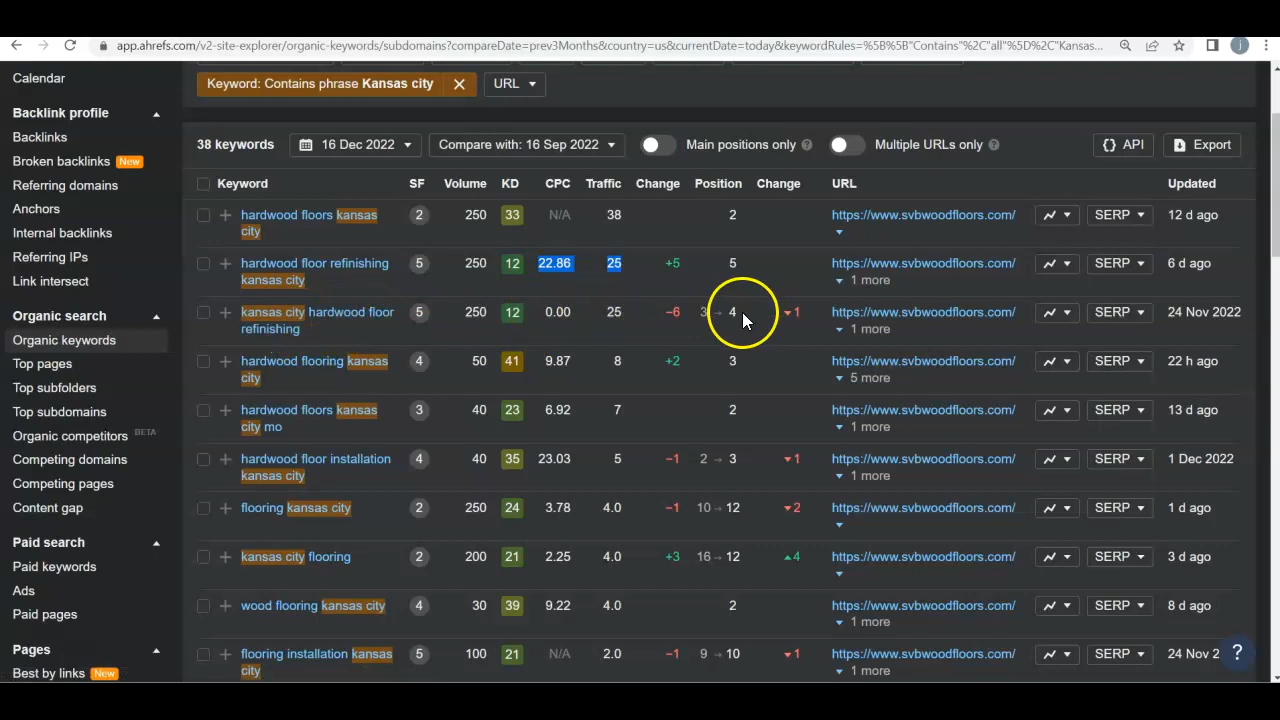 app.ahrefs.com/v2-site-explorer/organic-keywords/subdomains?compareDate=prev3Months&country=us&currentDate=today&keywordRules=%5B%5B"Contains"%2C"all"%5D%2C"Kansas...
j
Calendar
Backlink profile
Backlinks
Broken backlinks New
Referring domains
Anchors
Internal backlinks
Referring IPs
Link intersect
Organic search
Organic keywords
Top pages
Top subfolders
Top subdomains
Organic competitors BETA
Competing domains
Competing pages
Content gap
Paid search
Paid keywords
Ads
Paid pages
Pages
Best by links New
Keyword: Contains phrase Kansas city
URL
38 keywords 16 Dec 2022 Compare with: 16 Sep 2022 Main positions only ? Multiple URLs only ? {} API Export
Keyword SF Volume KD CPC Traffic Change Position Change URL Updated
hardwood floors kansas 2 250 33 N/A 38 2 https://www.svbwoodfloors.com/ SERP 12 d ago
city
hardwood floor refinishing 5 250 12 22.86 25 +5 5 https://www.svbwoodfloors.com/ SERP 6 d ago
kansas city 1 more
kansas city hardwood floor 5 250 12 0.00 25 −6 3 → 4 1 https://www.svbwoodfloors.com/ SERP 24 Nov 2022
refinishing 1 more
hardwood flooring kansas 4 50 41 9.87 8 +2 3 https://www.svbwoodfloors.com/ SERP 22 h ago
city 5 more
hardwood floors kansas 3 40 23 6.92 7 2 https://www.svbwoodfloors.com/ SERP 13 d ago
city mo 1 more
hardwood floor installation 4 40 35 23.03 5 −1 2 → 3 1 https://www.svbwoodfloors.com/ SERP 1 Dec 2022
kansas city 1 more
flooring kansas city 2 250 24 3.78 4.0 −1 10 → 12 2 https://www.svbwoodfloors.com/ SERP 1 d ago
kansas city flooring 2 200 21 2.25 4.0 +3 16 → 12 4 https://www.svbwoodfloors.com/ SERP 3 d ago
wood flooring kansas city 4 30 39 9.22 4.0 2 https://www.svbwoodfloors.com/ SERP 8 d ago
1 more
flooring installation kansas 5 100 21 N/A 2.0 −1 9 → 10 1 https://www.svbwoodfloors.com/ SERP 24 Nov 2
city 1 more
?